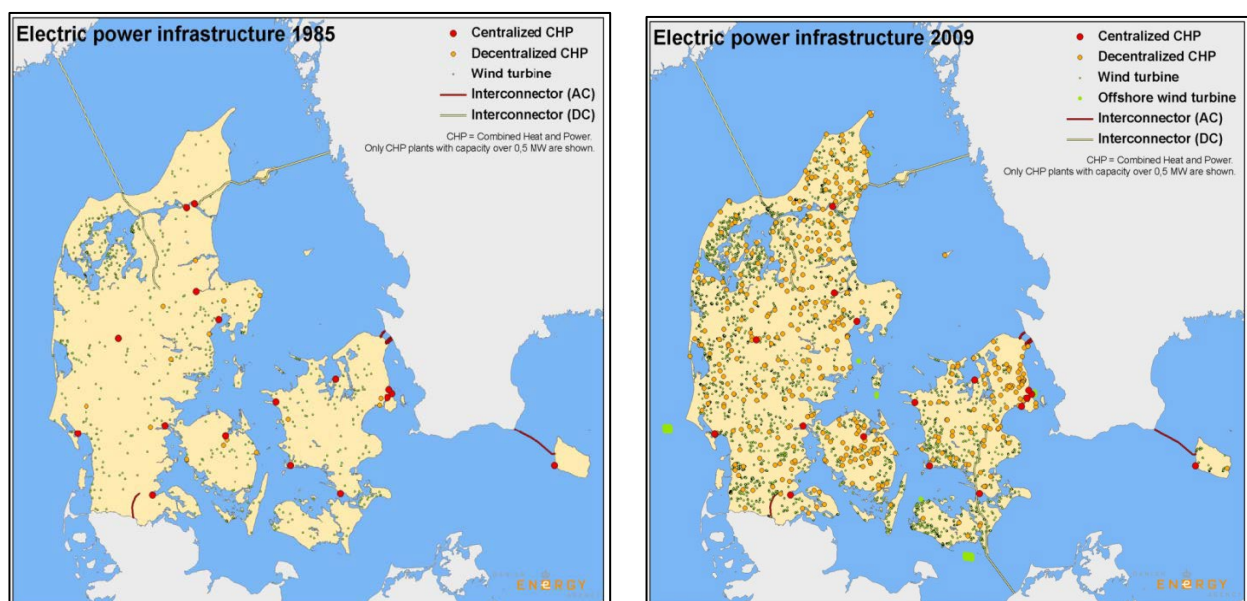 Electric power infrastructure 1985
Centralized CHP
Decentralized CHP
Wind turbine
Interconnector (AC)
Interconnector (DC)
CHP = Combined Heat and Power.
Only CHP plants with capacity over 0,5 MW are shown.
ENERGY
Electric power infrastructure 2009
Centralized CHP
Decentralized CHP
Wind turbine
Offshore wind turbine
Interconnector (AC)
Interconnector (DC)
CHP = Combined Heat and Power.
Only CHP plants with capacity over 0,5 MW are shown.
ENERGY